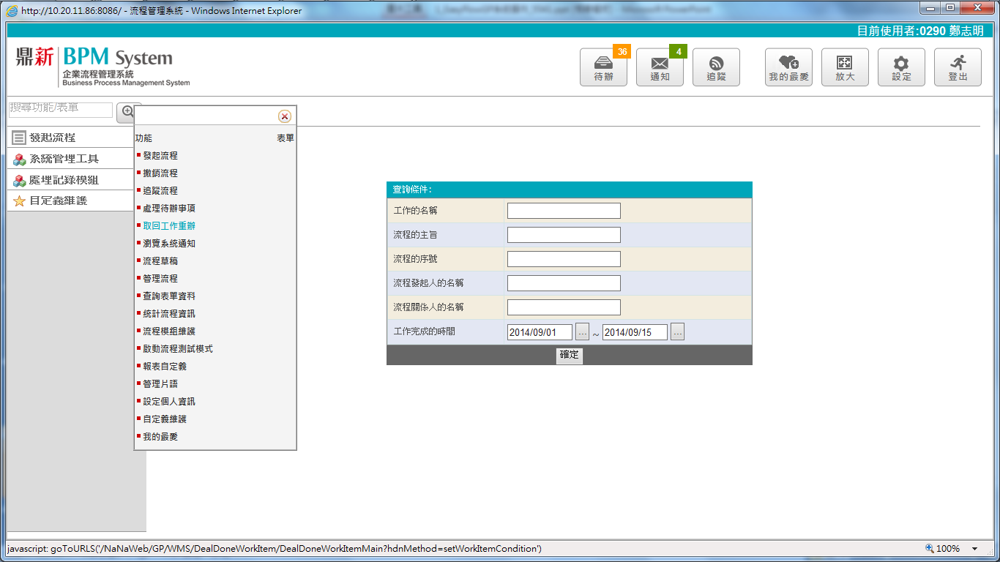 http://10.20.11.86:8086/ - 流程管理系統 - Windows Internet Explorer
目前使用者:0290 鄭志明
鼎新 BPM System
企業流程管理系統
Business Process Management System
36
待辦
4
通知
追蹤
我的最愛
放大
設定
登出
搜尋功能/表單
發起流程
系統管理工具
處理記錄模組
自定義維護
功能 表單
發起流程
撤銷流程
追蹤流程
處理待辦事項
取回工作重辦
瀏覽系統通知
流程草稿
管理流程
查詢表單資料
統計流程資訊
流程模組維護
啟動流程測試模式
報表自定義
管理片語
設定個人資訊
自定義維護
我的最愛
查詢條件:
工作的名稱
流程的主旨
流程的序號
流程發起人的名稱
流程關係人的名稱
工作完成的時間 2014/09/01 ... ~ 2014/09/15 ...
確定
javascript: goToURLS('/NaNaWeb/GP/WMS/DealDoneWorkItem/DealDoneWorkItemMain?hdnMethod=setWorkItemCondition')
100%